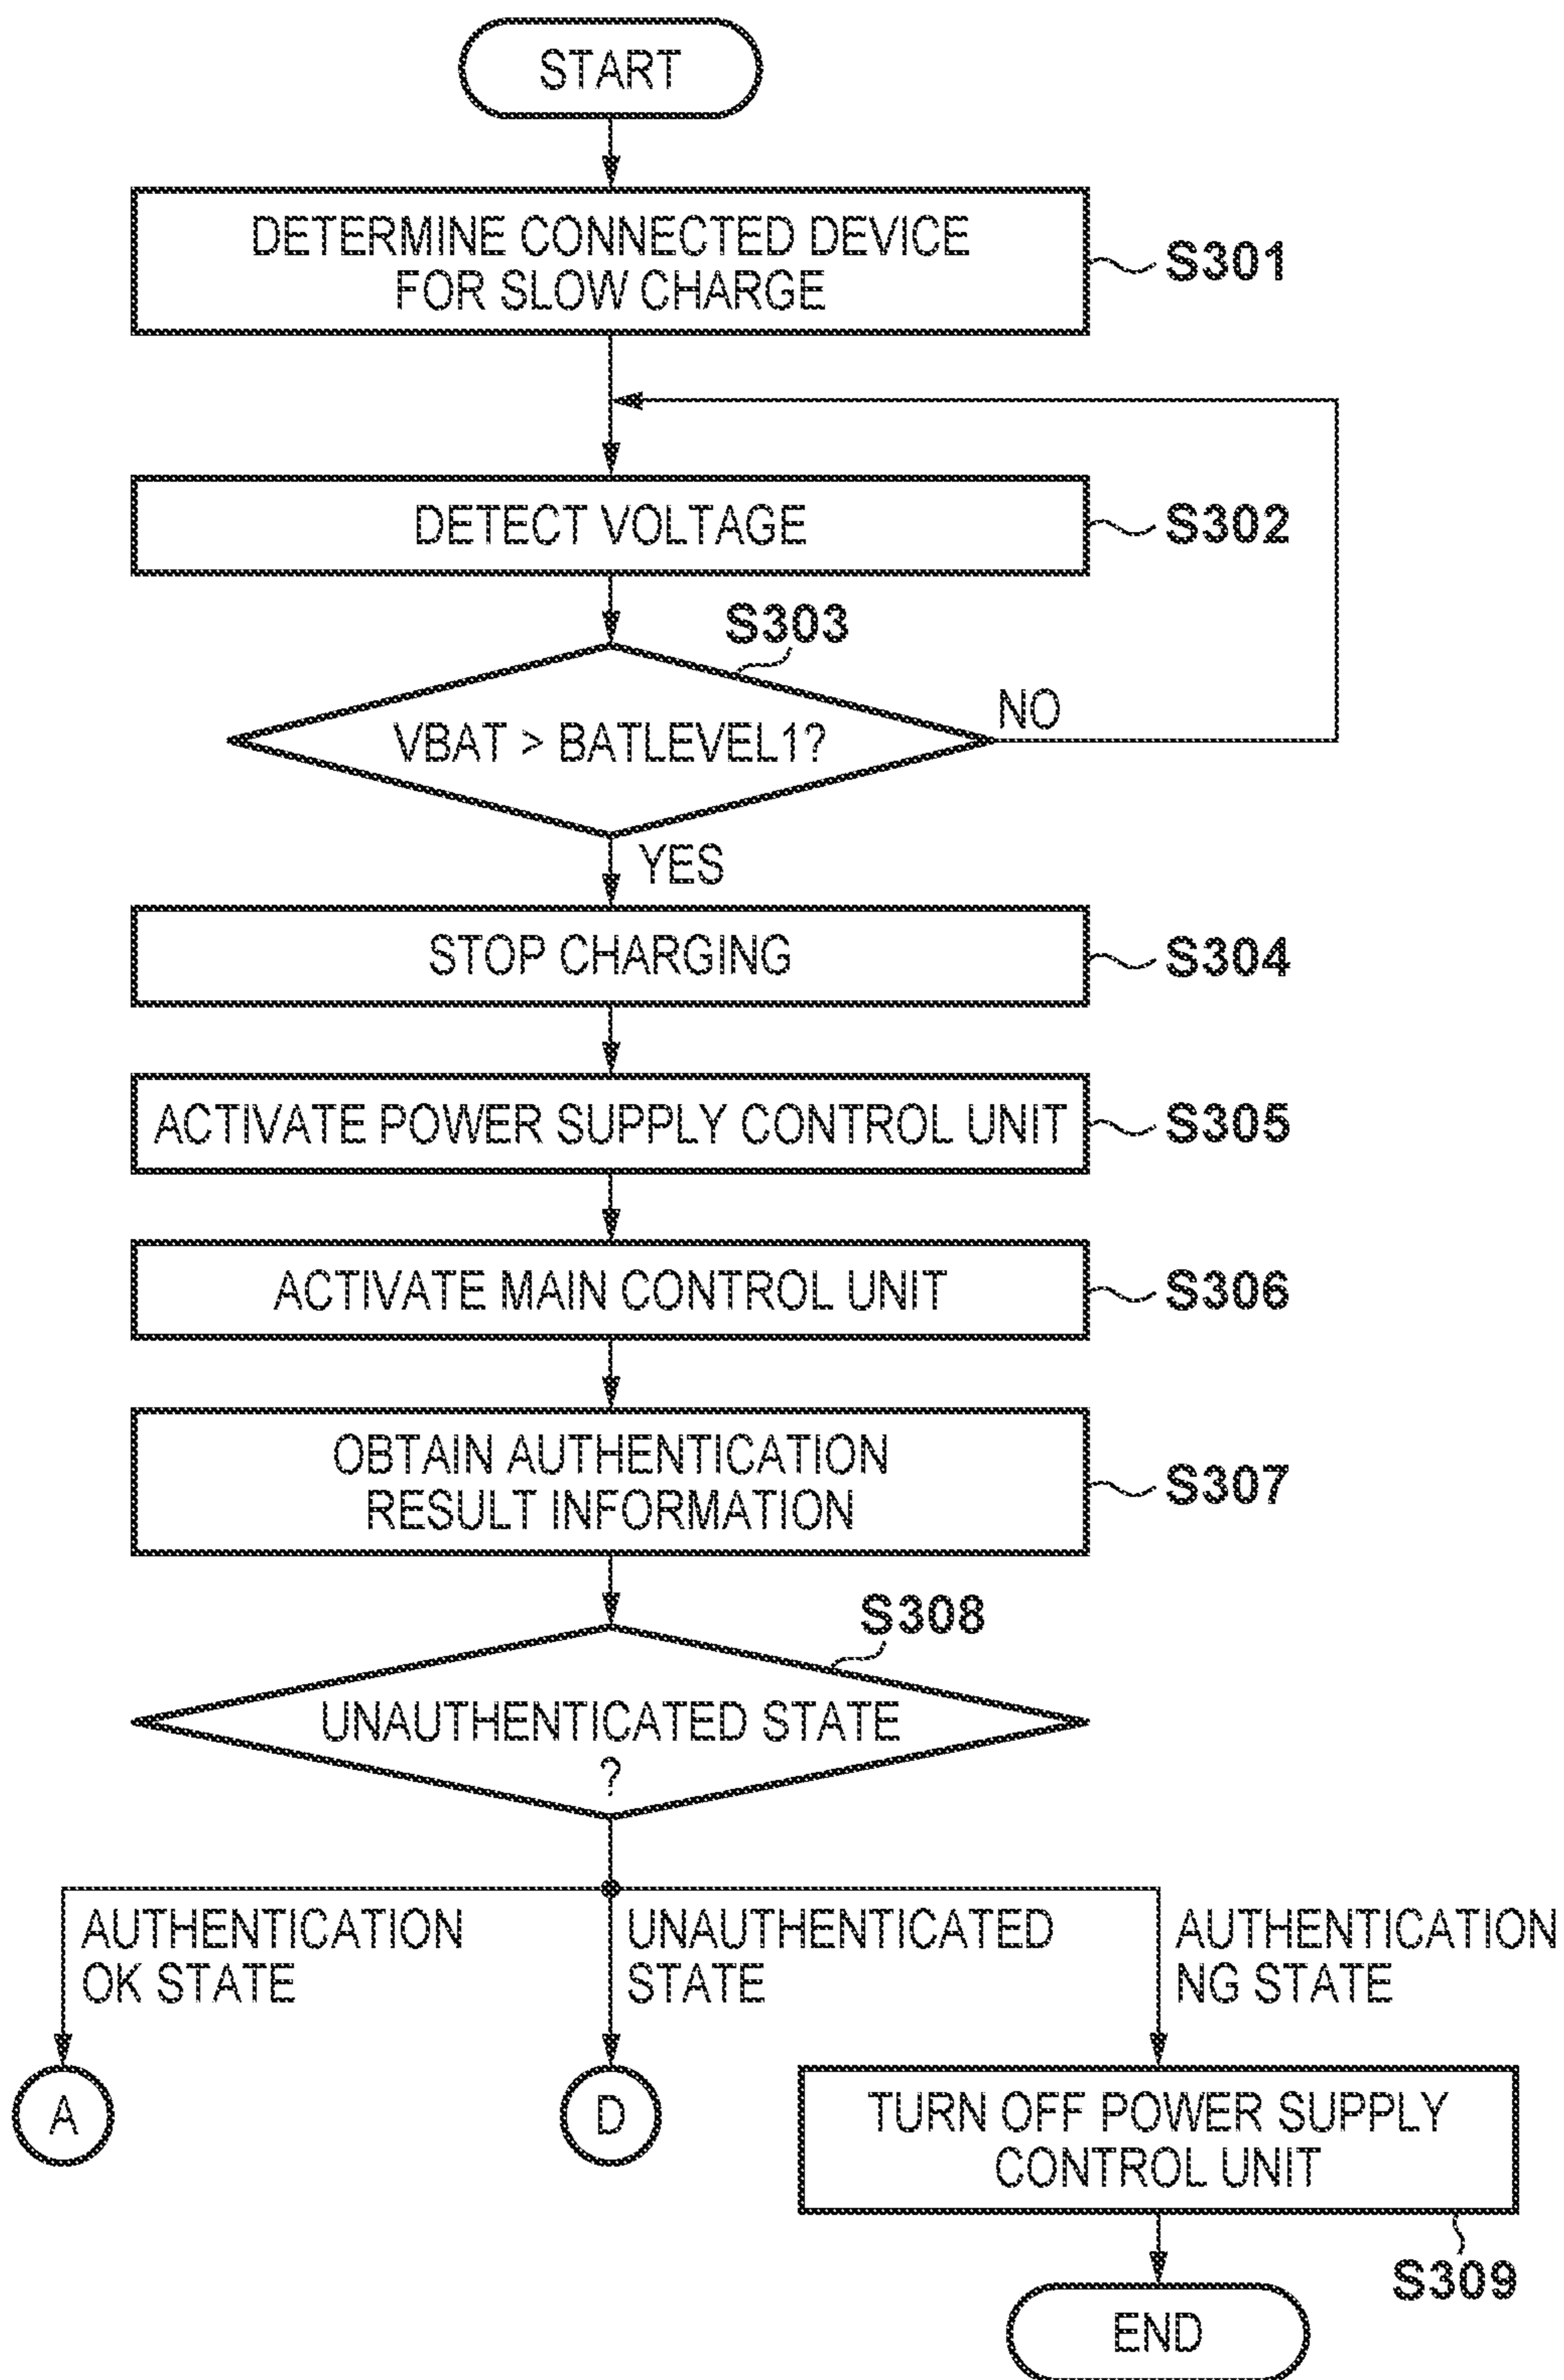 START
DETERMINE CONNECTED DEVICE
FOR SLOW CHARGE
S301
DETECT VOLTAGE
S302
S303
VBAT > BATLEVEL1?
NO
YES
STOP CHARGING
S304
ACTIVATE POWER SUPPLY CONTROL UNIT
S305
ACTIVATE MAIN CONTROL UNIT
S306
OBTAIN AUTHENTICATION
RESULT INFORMATION
S307
S308
UNAUTHENTICATED STATE
?
AUTHENTICATION
OK STATE
UNAUTHENTICATED
STATE
AUTHENTICATION
NG STATE
A
D
TURN OFF POWER SUPPLY
CONTROL UNIT
S309
END